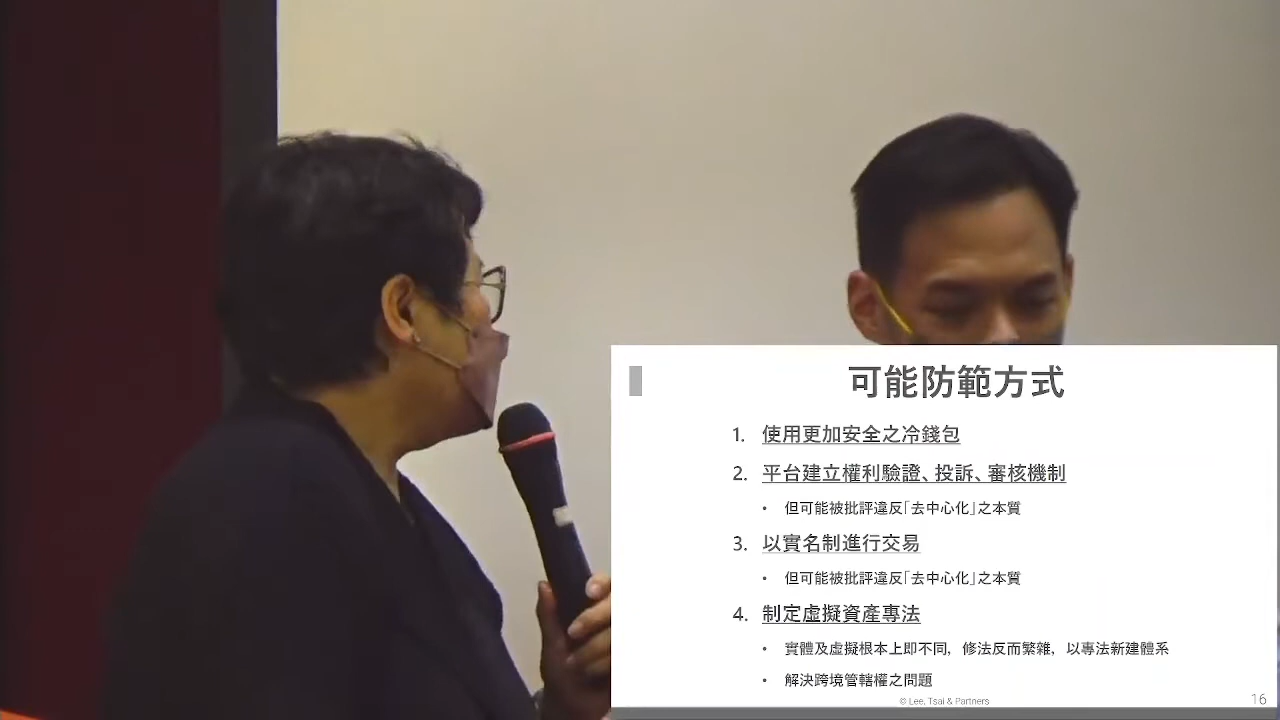 可能防範方式
1. 使用更加安全之冷錢包
2. 平台建立權利驗證、投訴、審核機制
• 但可能被批評違反「去中心化」之本質
3. 以實名制進行交易
• 但可能被批評違反「去中心化」之本質
4. 制定虛擬資產專法
• 實體及虛擬根本上即不同，修法反而繁雜，以專法新建體系
• 解決跨境管轄權之問題
© Lee, Tsai & Partners
16